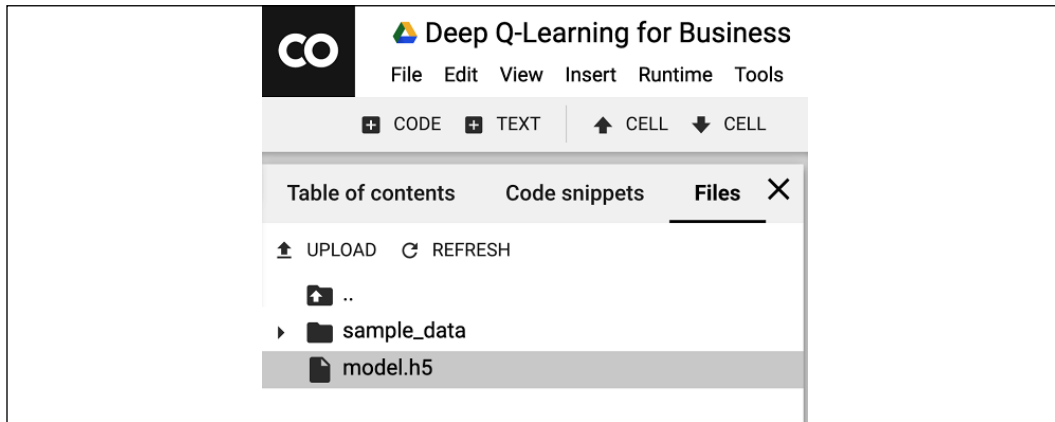 CO
Deep Q-Learning for Business
File Edit View Insert Runtime Tools
CODE TEXT CELL CELL
Table of contents Code snippets Files
UPLOAD REFRESH
..
sample_data
model.h5